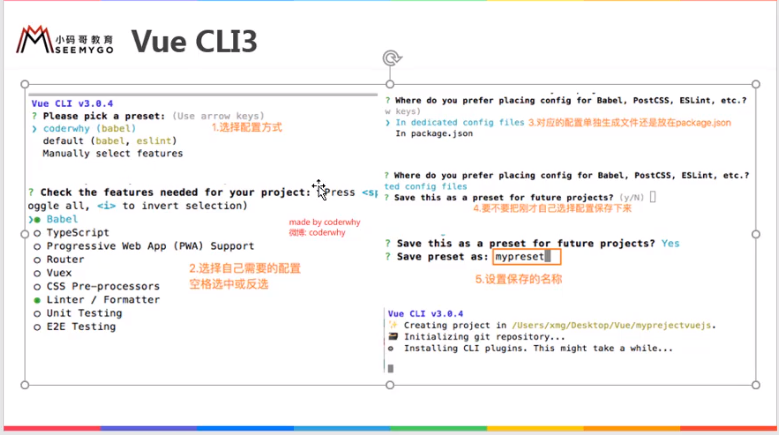 小码哥教育
SEEMYGO
Vue CLI3
Vue CLI v3.0.4
? Please pick a preset: (Use arrow keys)
❯ coderwhy (babel)
default (babel, eslint)
Manually select features
1.选择配置方式
? Check the features needed for your project: (Press <sp
oggle all, <i> to invert selection)
❯◉ Babel
◯ TypeScript
◯ Progressive Web App (PWA) Support
◯ Router
◯ Vuex
◯ CSS Pre-processors
◉ Linter / Formatter
◯ Unit Testing
◯ E2E Testing
made by coderwhy
微博: coderwhy
2.选择自己需要的配置
空格选中或反选
? Where do you prefer placing config for Babel, PostCSS, ESLint, etc.?
w keys)
❯ In dedicated config files
3.对应的配置单独生成文件还是放在package.json
In package.json
? Where do you prefer placing config for Babel, PostCSS, ESLint, etc.?
ted config files
? Save this as a preset for future projects? (y/N)
4.要不要把刚才自己选择配置保存下来
? Save this as a preset for future projects? Yes
? Save preset as: mypreset
5.设置保存的名称
Vue CLI v3.0.4
✨ Creating project in /Users/xmg/Desktop/Vue/myprejectvuejs.
🗃 Initializing git repository...
⚙ Installing CLI plugins. This might take a while...